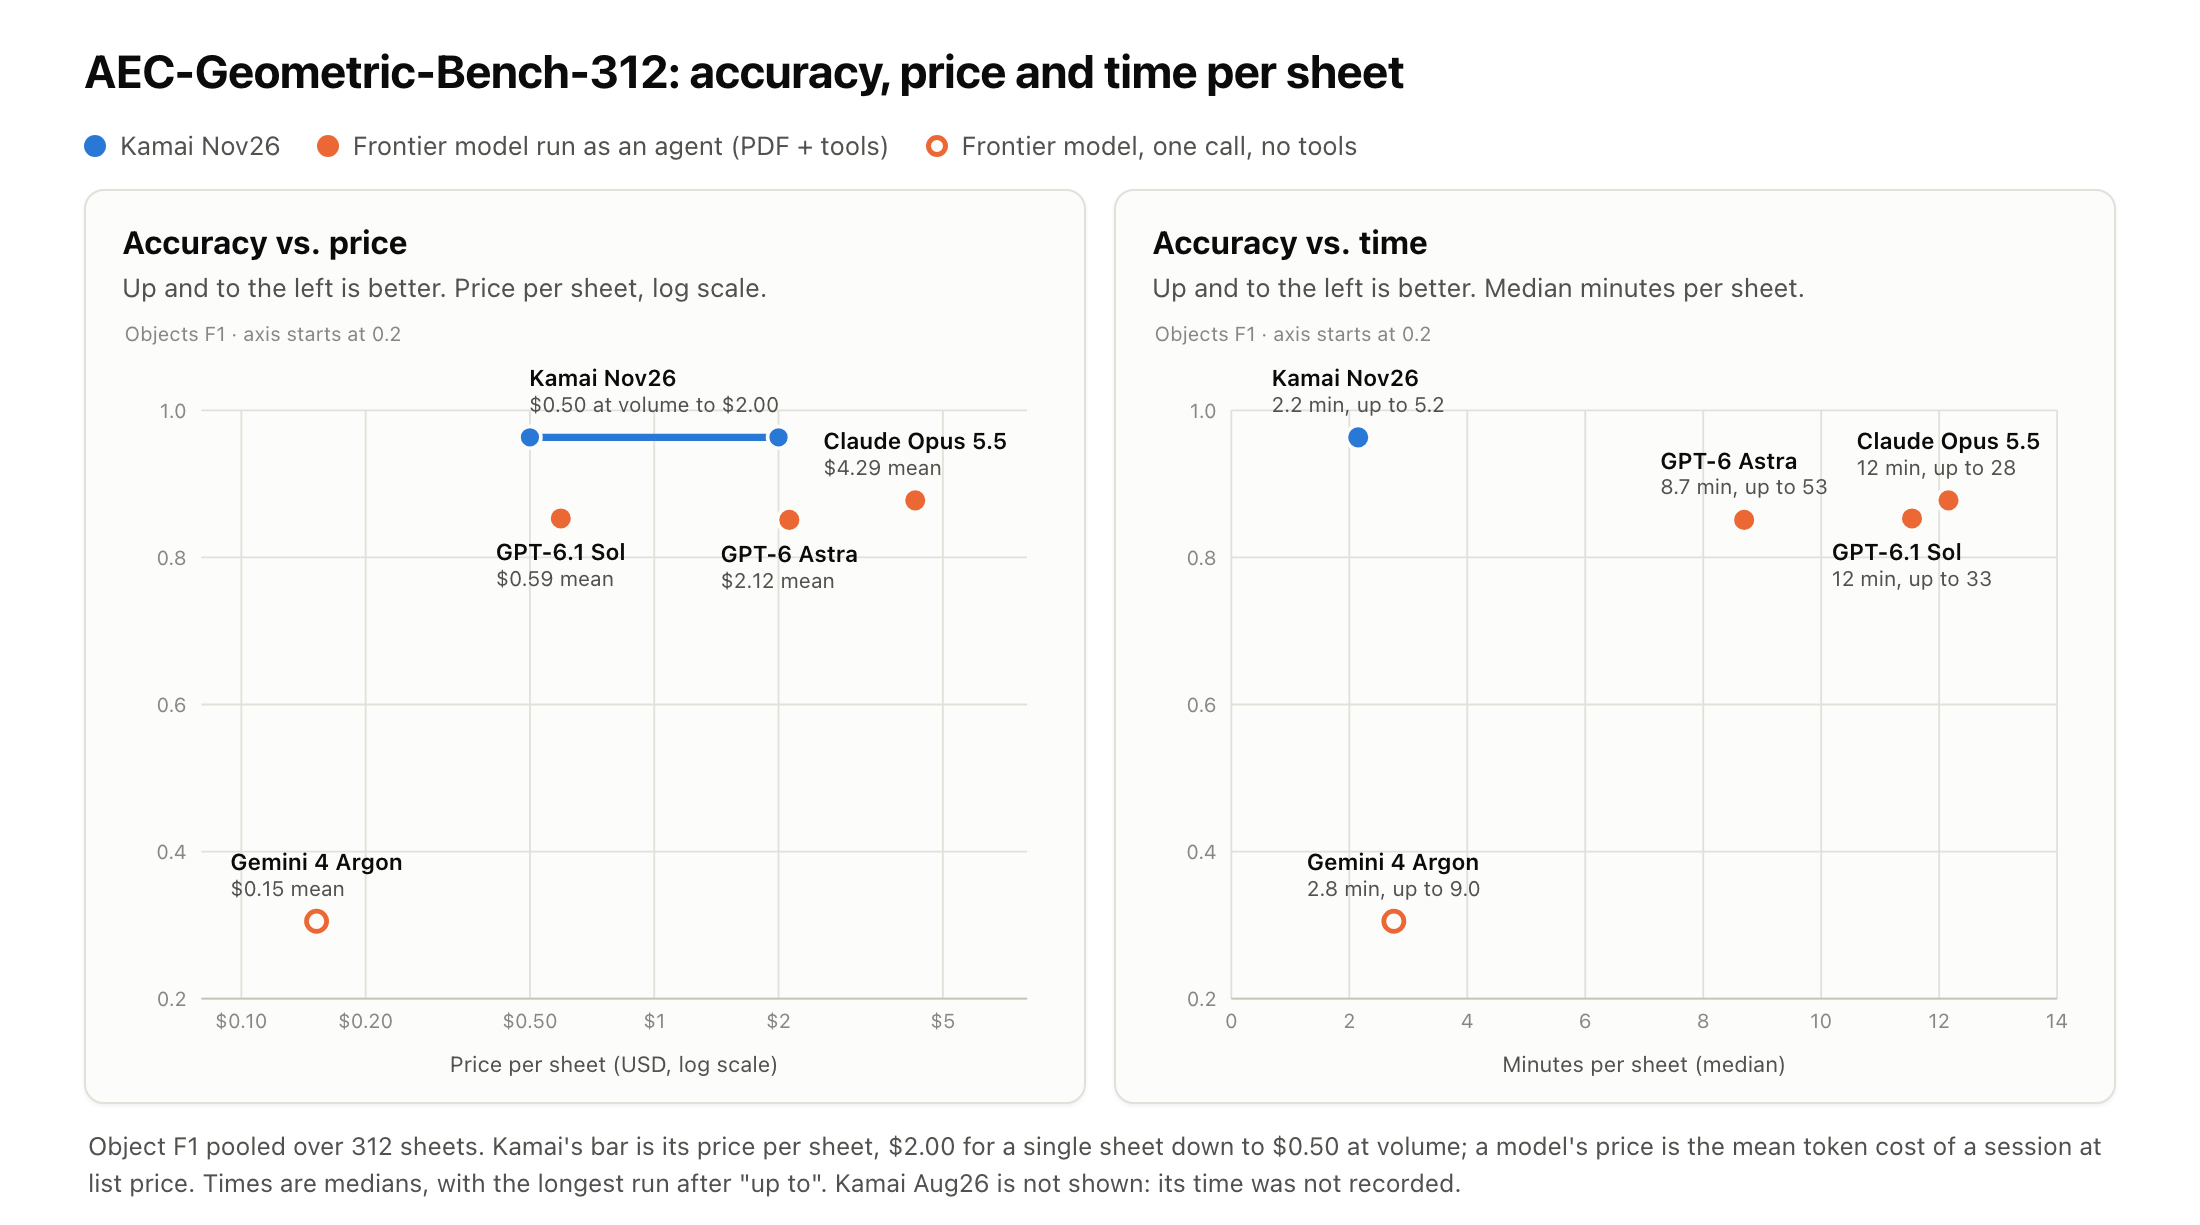 AEC-Geometric-Bench-312: accuracy, price and time per sheet
Kamai Nov26
Frontier model run as an agent (PDF + tools)
Frontier model, one call, no tools
Accuracy vs. price
Up and to the left is better. Price per sheet, log scale.
Objects F1 · axis starts at 0.2
Kamai Nov26
$0.50 at volume to $2.00
Claude Opus 5.5
$4.29 mean
GPT-6.1 Sol
$0.59 mean
GPT-6 Astra
$2.12 mean
Gemini 4 Argon
$0.15 mean
1.0
0.8
0.6
0.4
0.2
$0.10 $0.20 $0.50 $1 $2 $5
Price per sheet (USD, log scale)
Accuracy vs. time
Up and to the left is better. Median minutes per sheet.
Objects F1 · axis starts at 0.2
Kamai Nov26
2.2 min, up to 5.2
GPT-6 Astra
8.7 min, up to 53
Claude Opus 5.5
12 min, up to 28
GPT-6.1 Sol
12 min, up to 33
Gemini 4 Argon
2.8 min, up to 9.0
1.0
0.8
0.6
0.4
0.2
0 2 4 6 8 10 12 14
Minutes per sheet (median)
Object F1 pooled over 312 sheets. Kamai's bar is its price per sheet, $2.00 for a single sheet down to $0.50 at volume; a model's price is the mean token cost of a session at
list price. Times are medians, with the longest run after "up to". Kamai Aug26 is not shown: its time was not recorded.